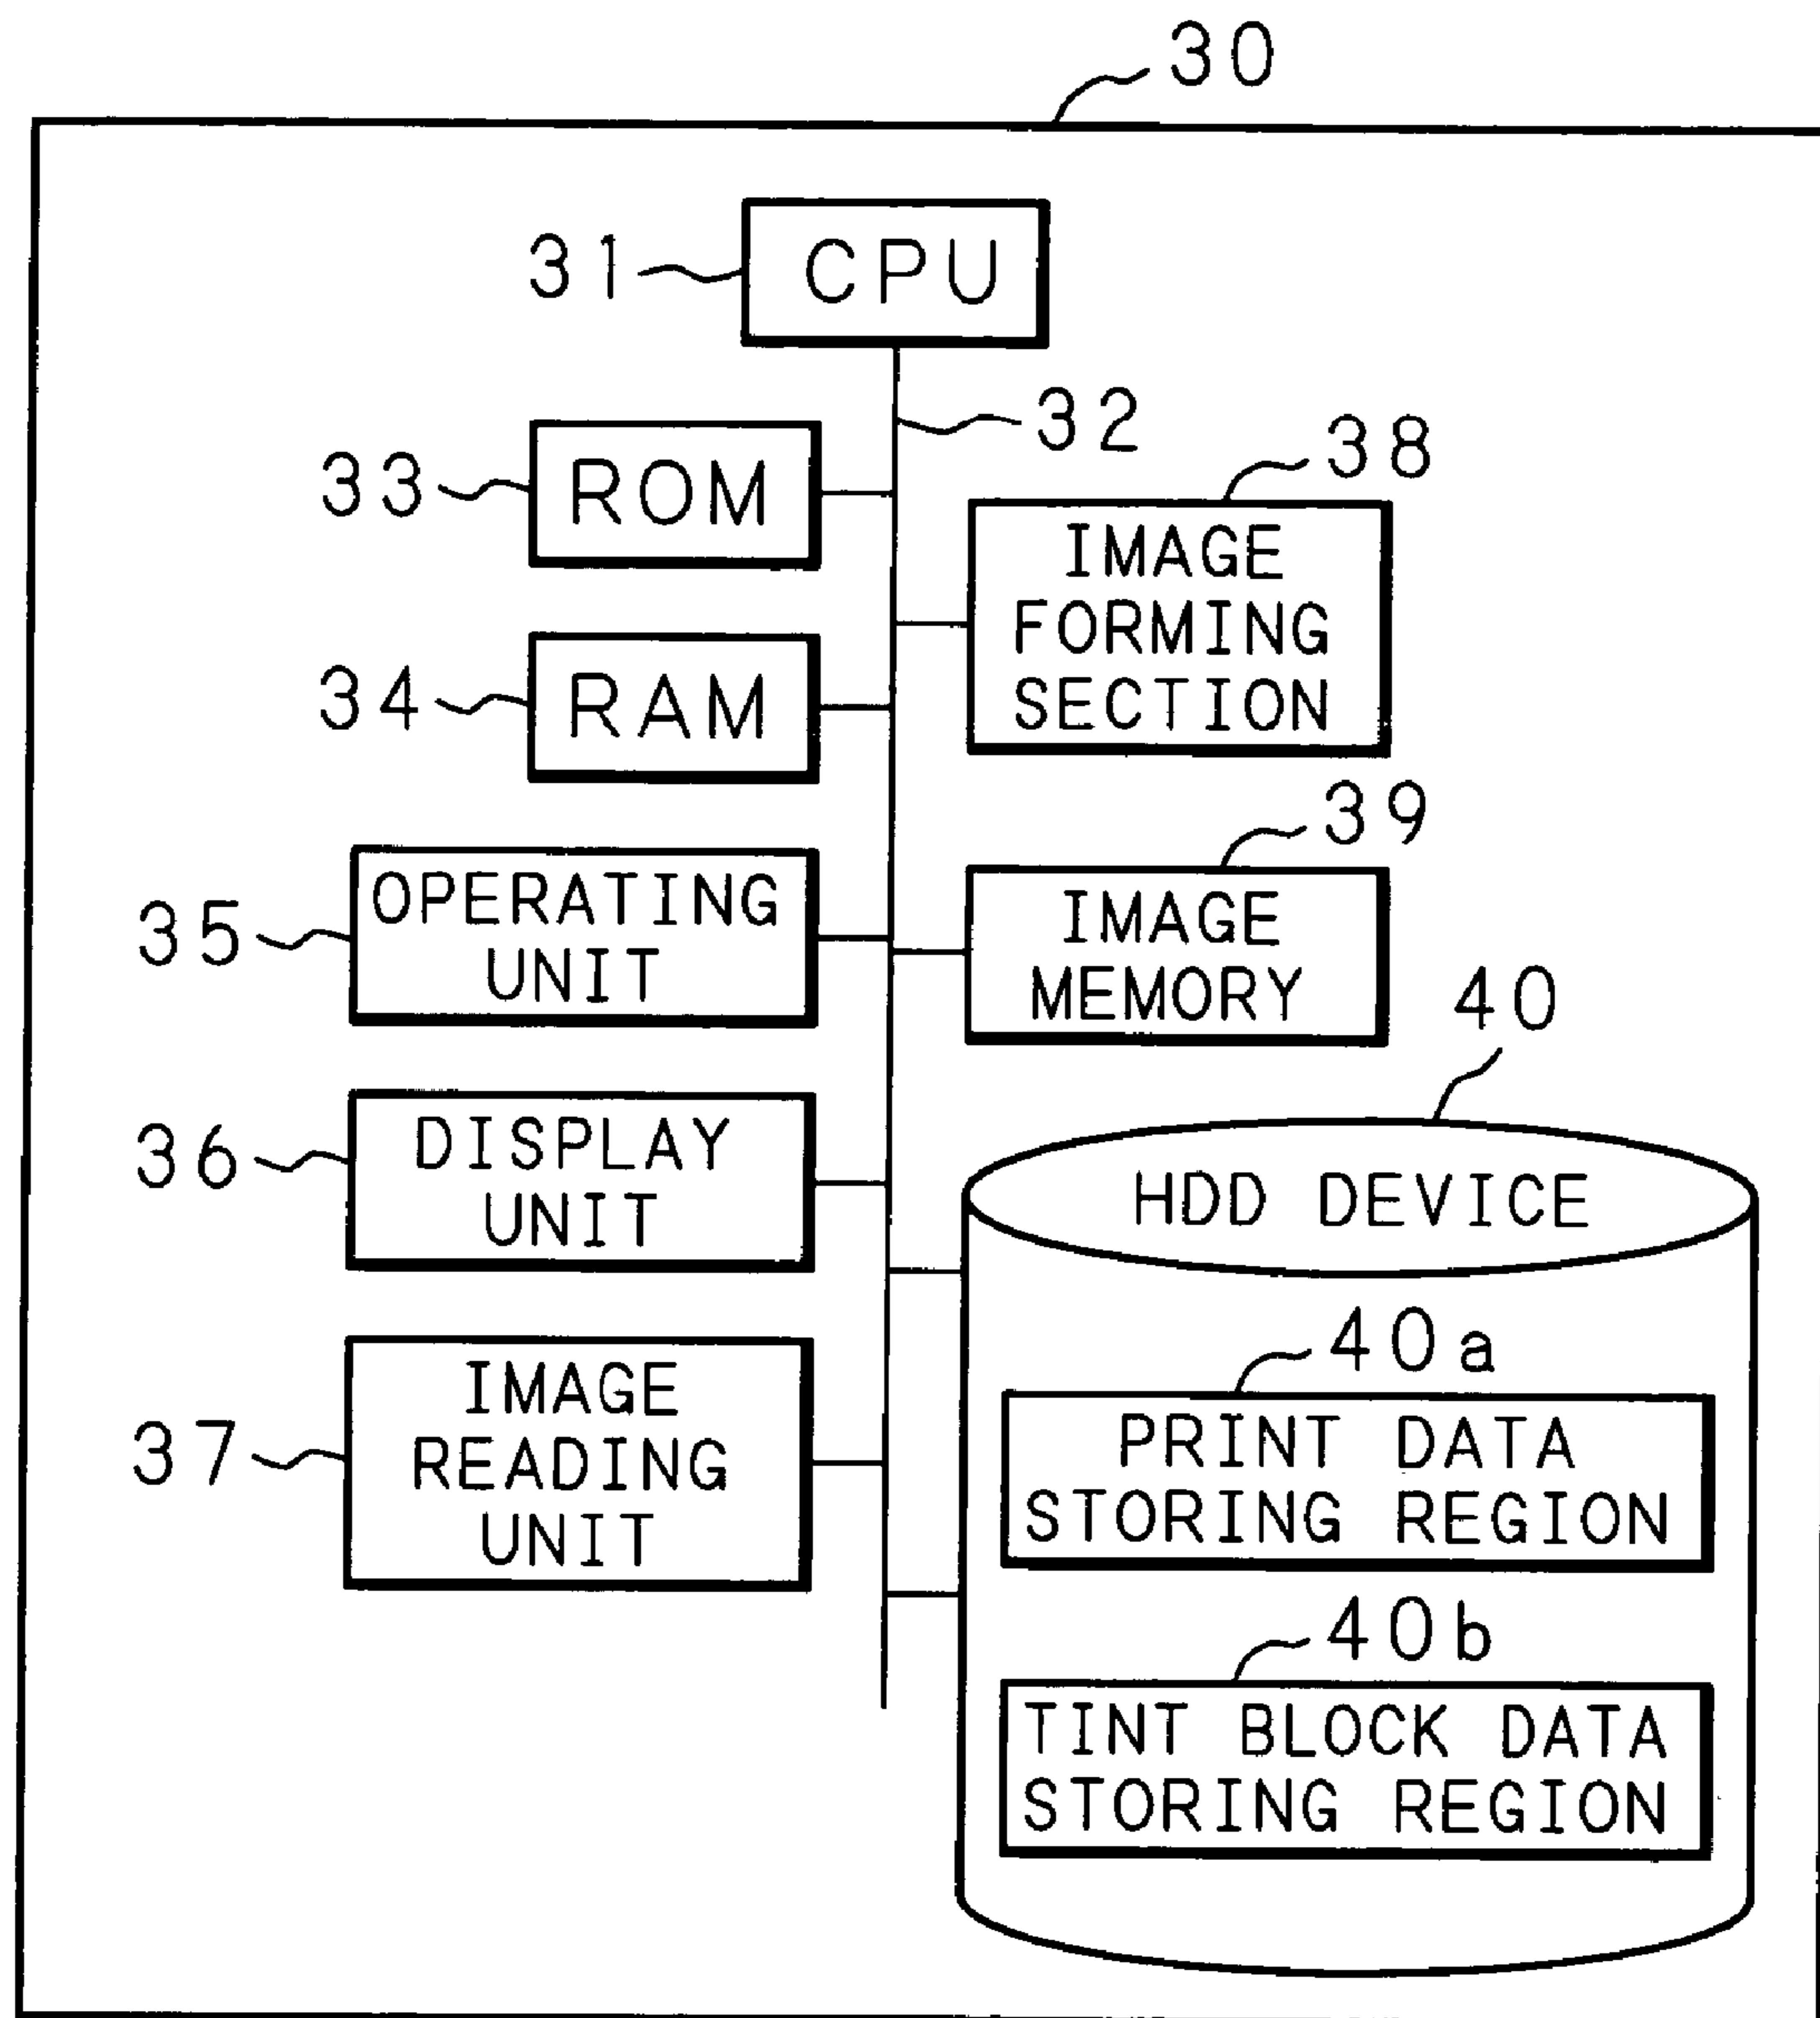 30
31
CPU
32
33
ROM
38
IMAGE
FORMING
SECTION
34
RAM
39
35
OPERATING
UNIT
IMAGE
MEMORY
40
36
DISPLAY
UNIT
HDD DEVICE
37
IMAGE
READING
UNIT
40a
PRINT DATA
STORING REGION
40b
TINT BLOCK DATA
STORING REGION